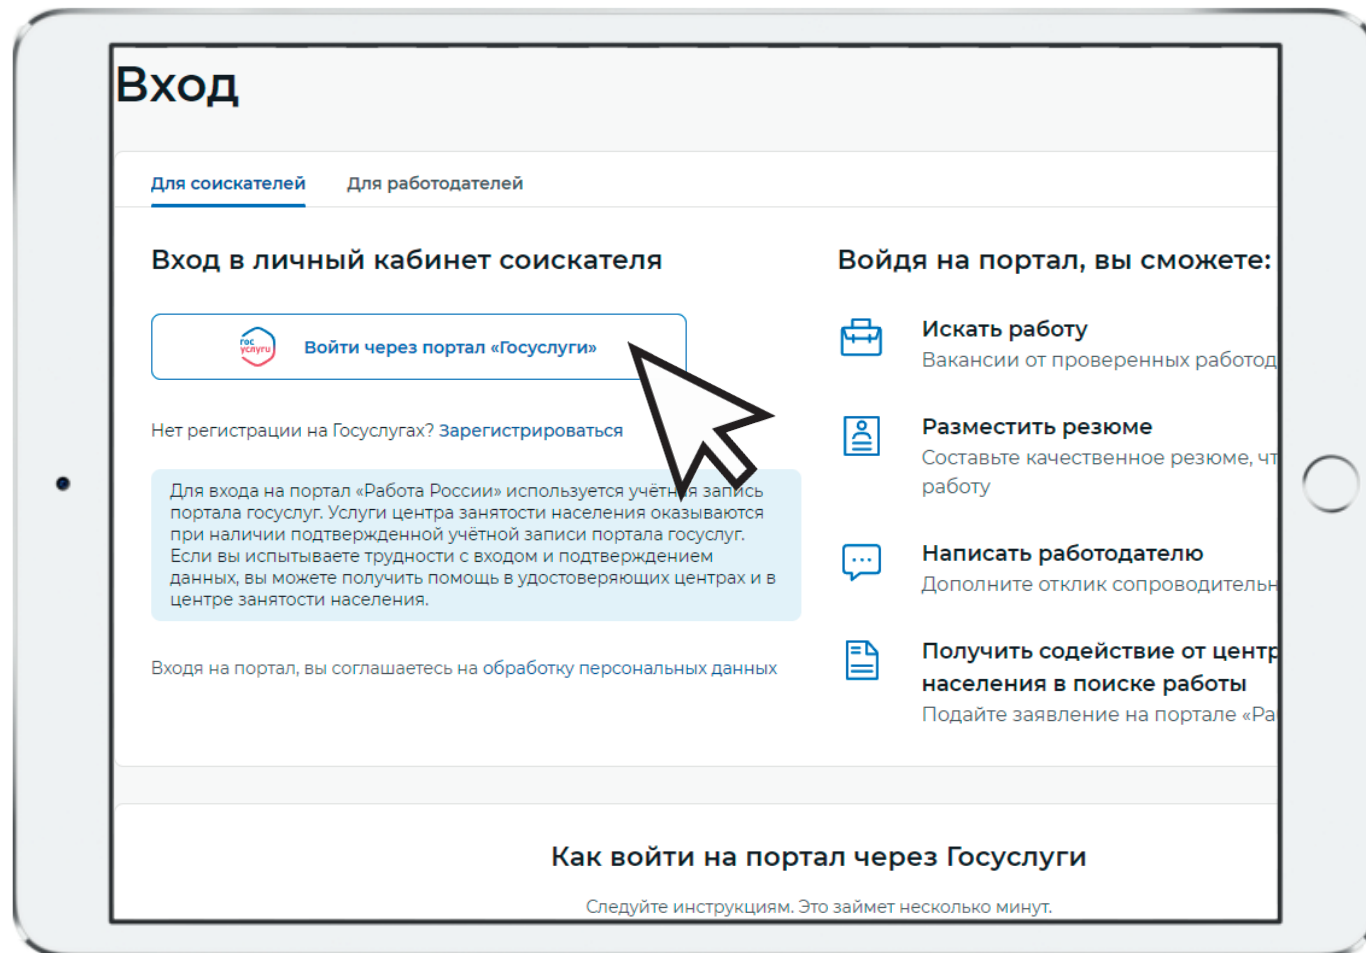 Вход
Для соискателей
Для работодателей
Вход в личный кабинет соискателя
гос
услуги
Войти через портал «Госуслуги»
Нет регистрации на Госуслугах? Зарегистрироваться
Для входа на портал «Работа России» используется учётная запись
портала госуслуг. Услуги центра занятости населения оказываются
при наличии подтвержденной учётной записи портала госуслуг.
Если вы испытываете трудности с входом и подтверждением
данных, вы можете получить помощь в удостоверяющих центрах и в
центре занятости населения.
Входя на портал, вы соглашаетесь на обработку персональных данных
Войдя на портал, вы сможете:
Искать работу
Вакансии от проверенных работод
Разместить резюме
Составьте качественное резюме, чт
работу
Написать работодателю
Дополните отклик сопроводительн
Получить содействие от центр
населения в поиске работы
Подайте заявление на портале «Ра
Как войти на портал через Госуслуги
Следуйте инструкциям. Это займет несколько минут.